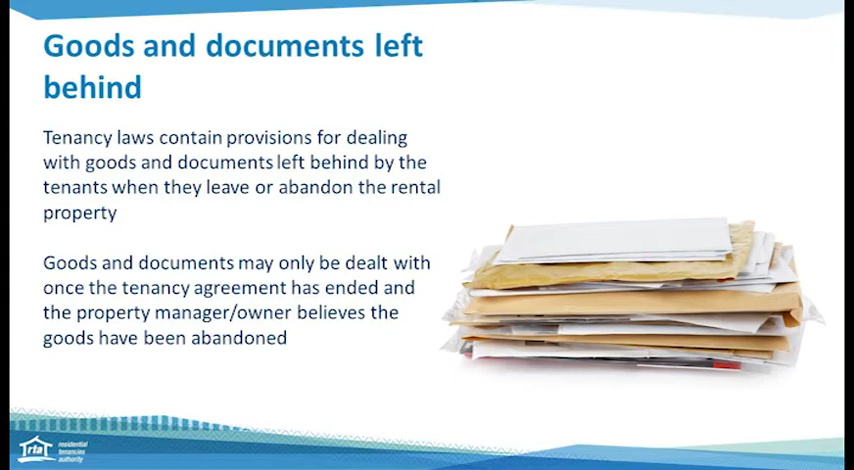 Goods and documents left
behind
Tenancy laws contain provisions for dealing
with goods and documents left behind by the
tenants when they leave or abandon the rental
property
Goods and documents may only be dealt with
once the tenancy agreement has ended and
the property manager/owner believes the
goods have been abandoned
rta
residential
tenancies
authority